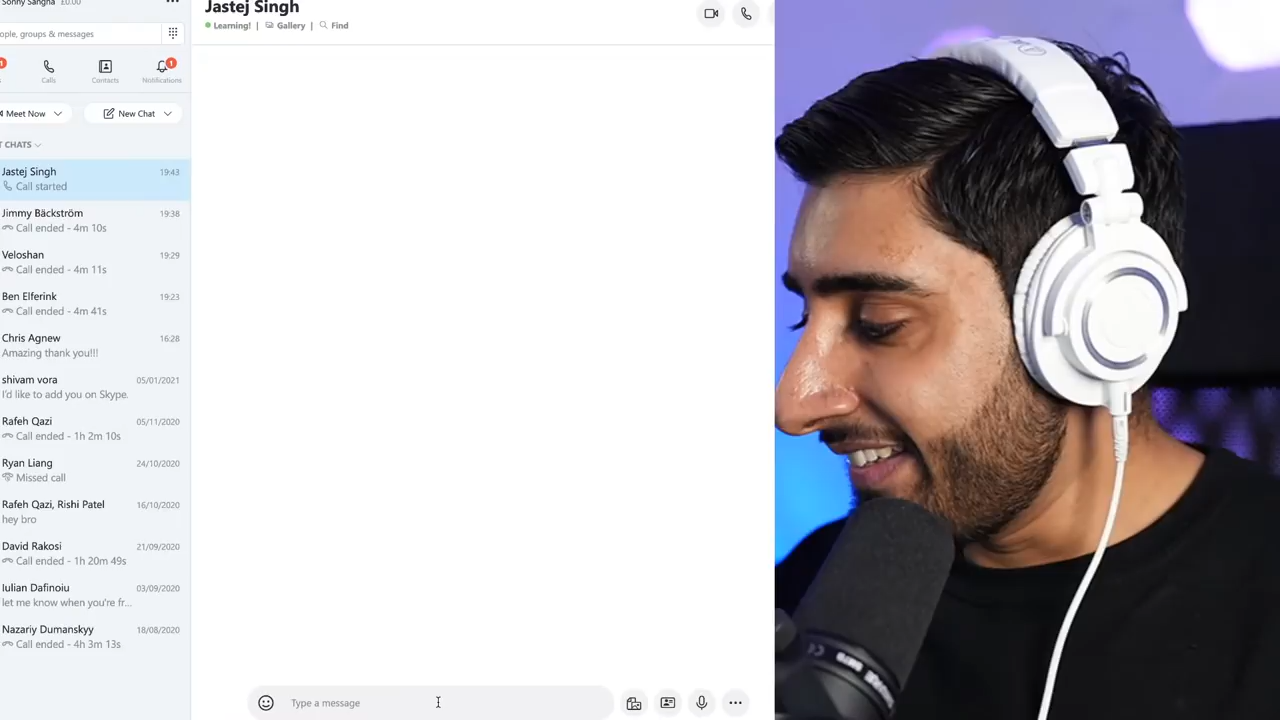 Sonny Sangha £0.00
ople, groups & messages
Calls
Contacts
Notifications
1
1
Meet Now
New Chat
T CHATS
Jastej Singh 19:43
Call started
Jimmy Bäckström 19:38
Call ended - 4m 10s
Veloshan 19:29
Call ended - 4m 11s
Ben Elferink 19:23
Call ended - 4m 41s
Chris Agnew 16:28
Amazing thank you!!!
shivam vora 05/01/2021
I'd like to add you on Skype.
Rafeh Qazi 05/11/2020
Call ended - 1h 2m 10s
Ryan Liang 24/10/2020
Missed call
Rafeh Qazi, Rishi Patel 16/10/2020
hey bro
David Rakosi 21/09/2020
Call ended - 1h 20m 49s
Iulian Dafinoiu 03/09/2020
let me know when you're fr...
Nazariy Dumanskyy 18/08/2020
Call ended - 4h 3m 13s
Jastej Singh
Learning! | Gallery | Find
Type a message